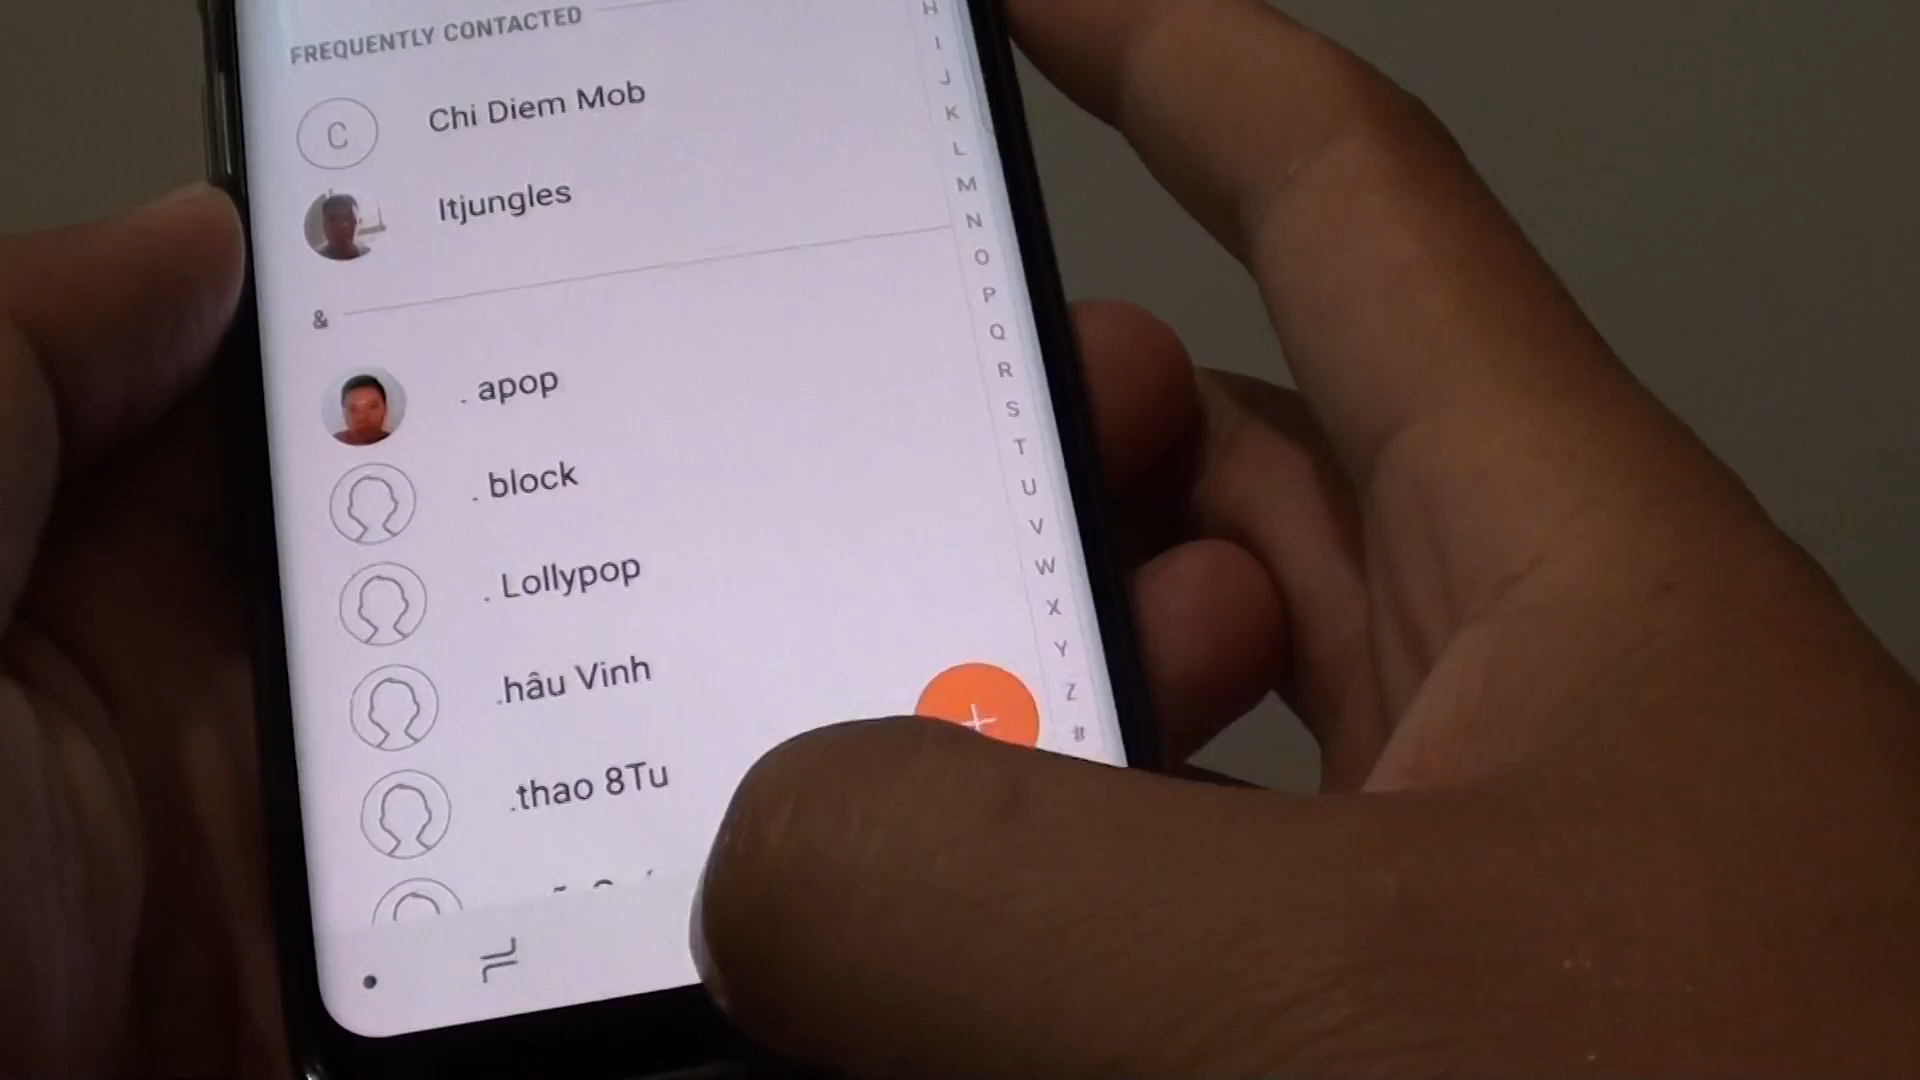 FREQUENTLY CONTACTED
C
Chi Diem Mob
Itjungles
&
. apop
. block
. Lollypop
.hâu Vinh
.thao 8Tu
H
I
J
K
L
M
N
O
P
Q
R
S
T
U
V
W
X
Y
Z
#